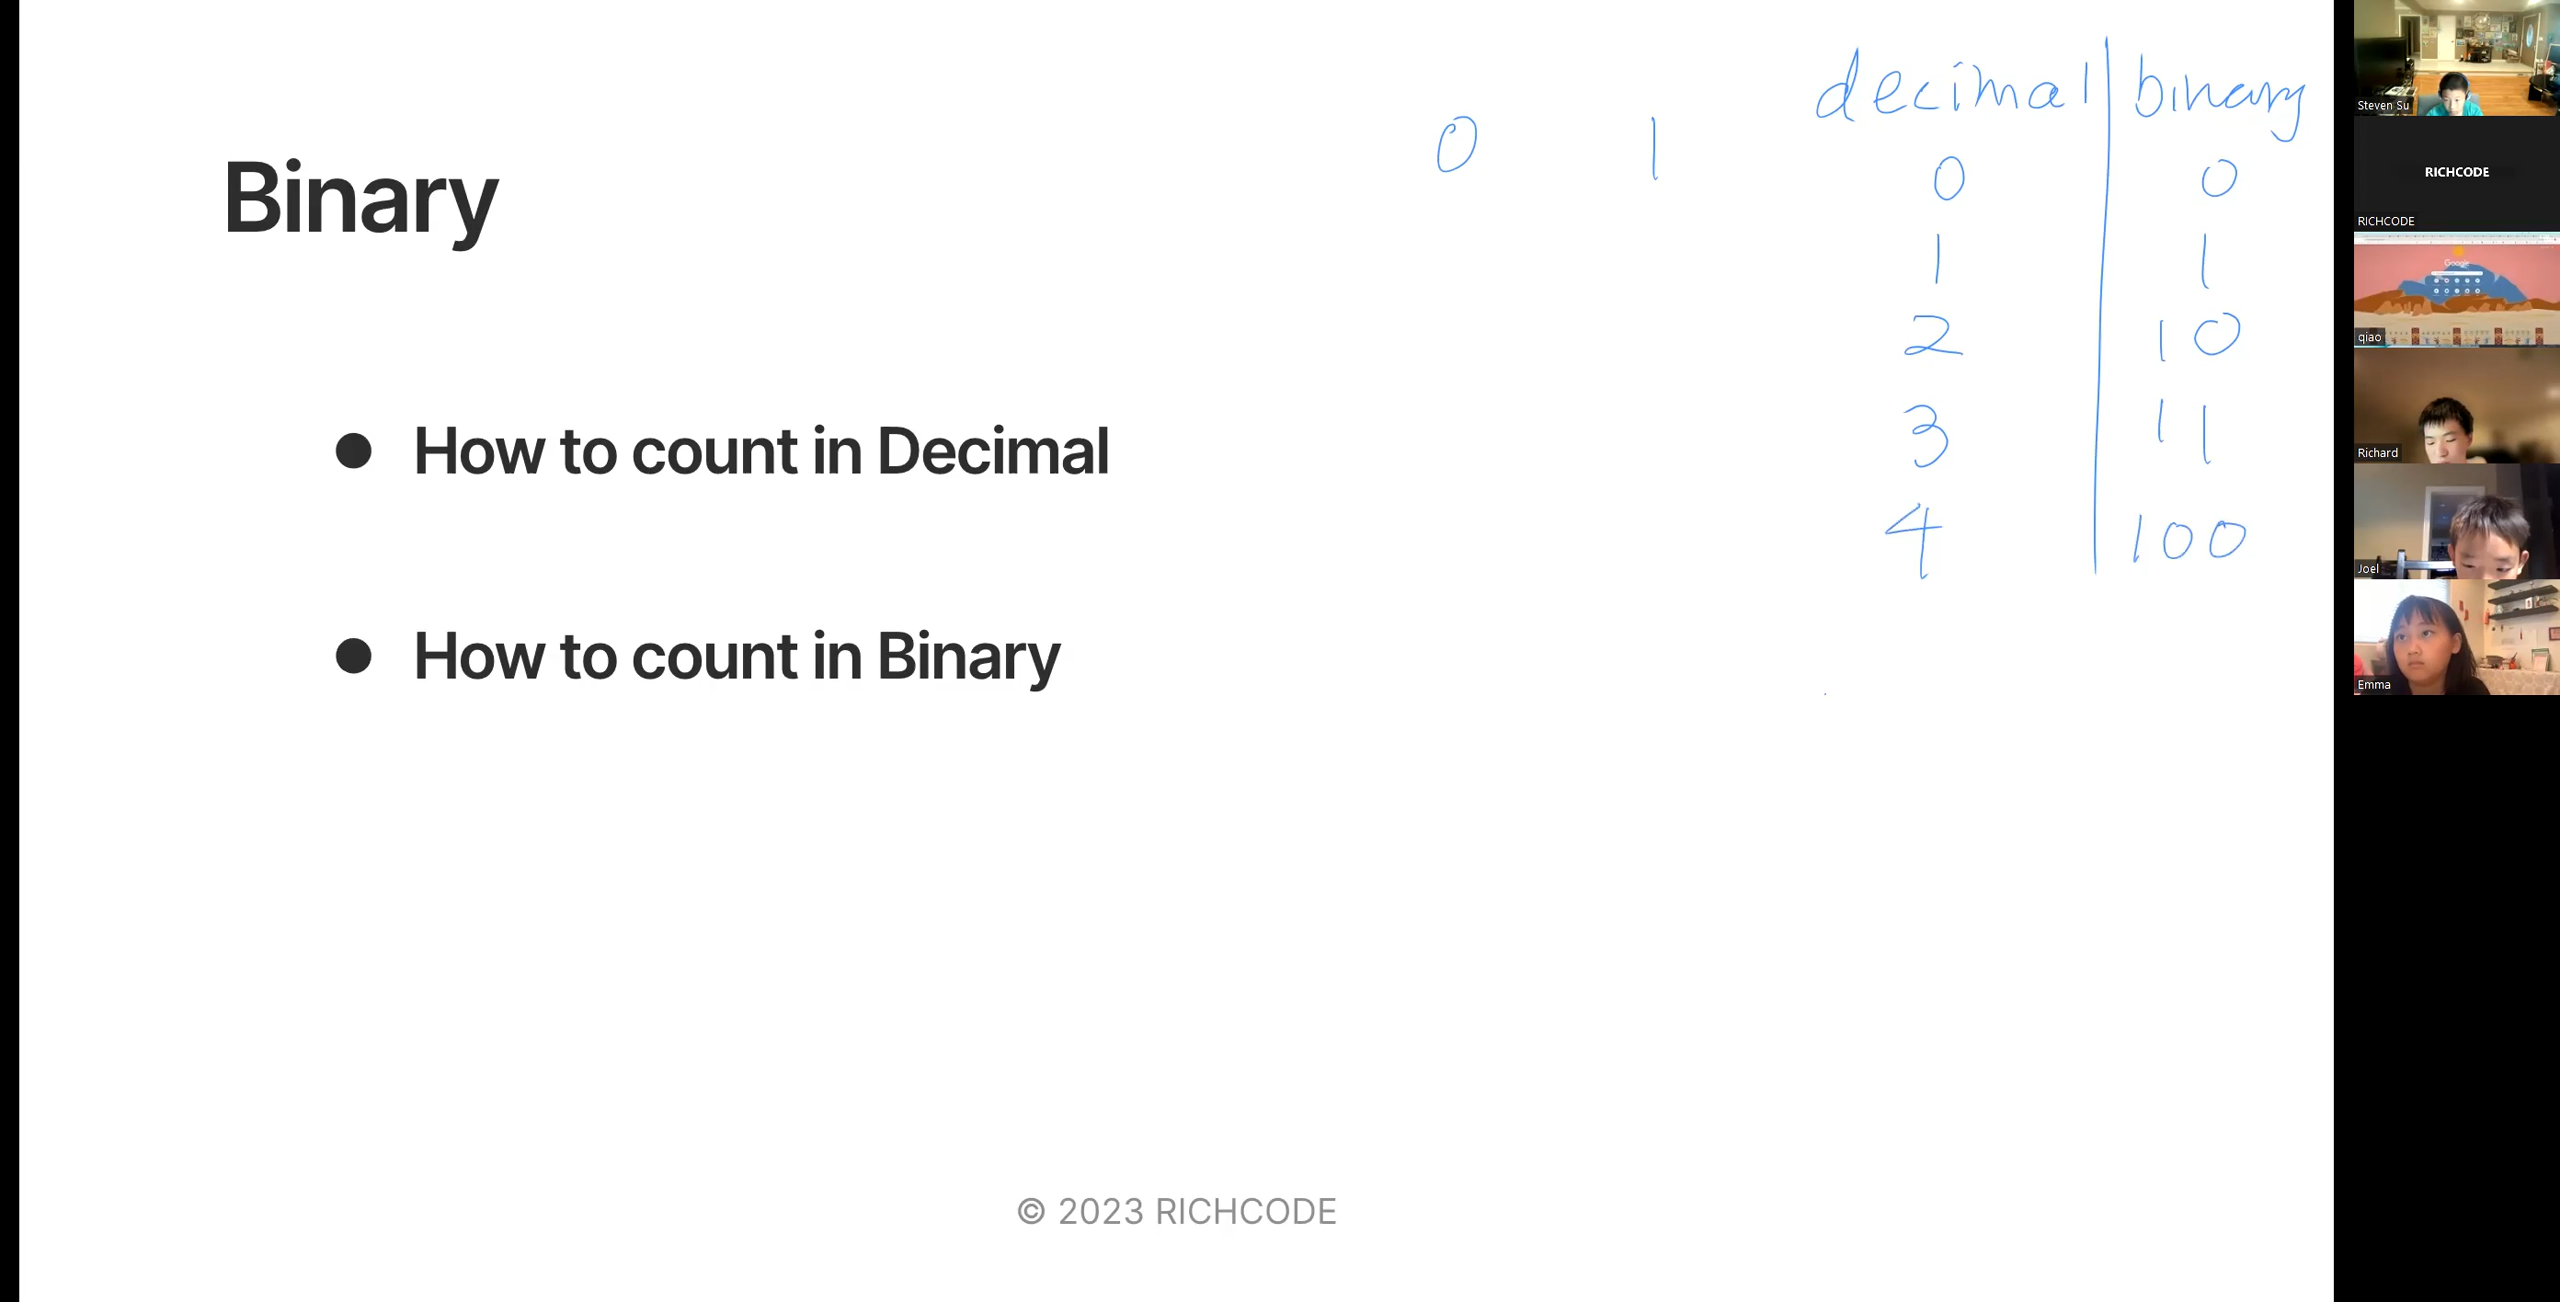 Binary
How to count in Decimal
How to count in Binary
0 1
decimal binary
0 0
1 1
2 10
3 11
4 100
© 2023 RICHCODE
Steven Su
RICHCODE
RICHCODE
Google
qiao
Richard
Joel
Emma